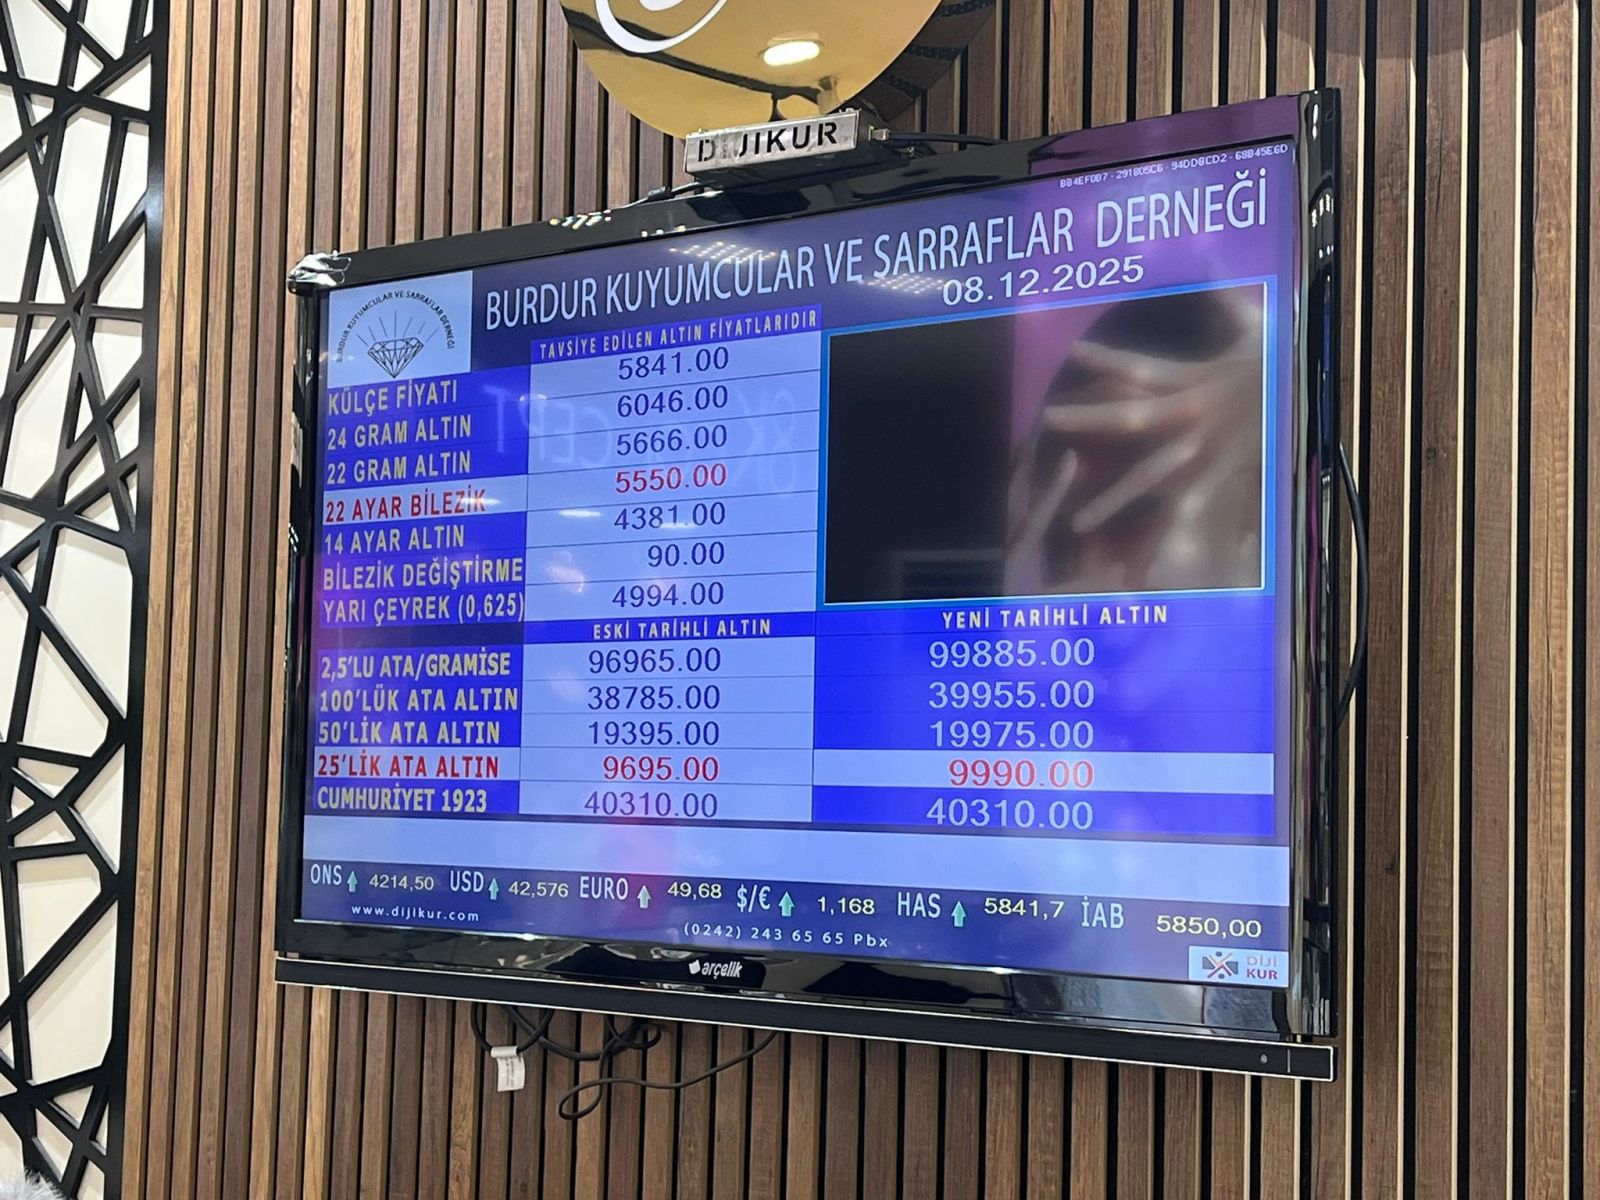 DIJIKUR
BB4EF0B7 - 291805C6 - 94DDBCD2 - 68B45E6D
BURDUR KUYUMCULAR VE SARRAFLAR DERNEĞİ
08.12.2025
BURDUR KUYUMCULAR VE SARRAFLAR DERNEĞİ
TAVSİYE EDİLEN ALTIN FİYATLARIDIR
KÜLÇE FİYATI 5841.00
24 GRAM ALTIN 6046.00
22 GRAM ALTIN 5666.00
22 AYAR BİLEZİK 5550.00
14 AYAR ALTIN 4381.00
BİLEZİK DEĞİŞTİRME 90.00
YARI ÇEYREK (0,625) 4994.00
ESKİ TARİHLİ ALTIN YENİ TARİHLİ ALTIN
2,5'LU ATA/GRAMİSE 96965.00 99885.00
100'LÜK ATA ALTIN 38785.00 39955.00
50'LİK ATA ALTIN 19395.00 19975.00
25'LİK ATA ALTIN 9695.00 9990.00
CUMHURİYET 1923 40310.00 40310.00
ONS 4214,50 USD 42,576 EURO 49,68 $/€ 1,168 HAS 5841,7 İAB 5850,00
www.dijikur.com (0242) 243 65 65 Pbx
DIJI
KUR
arçelik